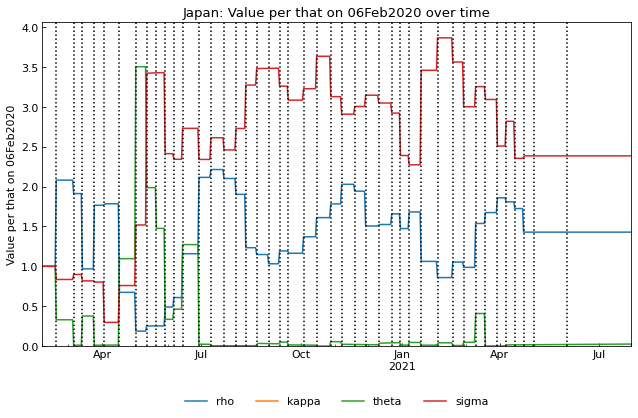 Japan: Value per that on 06Feb2020 over time
Value per that on 06Feb2020
4.0
3.5
3.0
2.5
2.0
1.5
1.0
0.5
0.0
Apr Jul Oct Jan Apr Jul
2021
rho kappa theta sigma